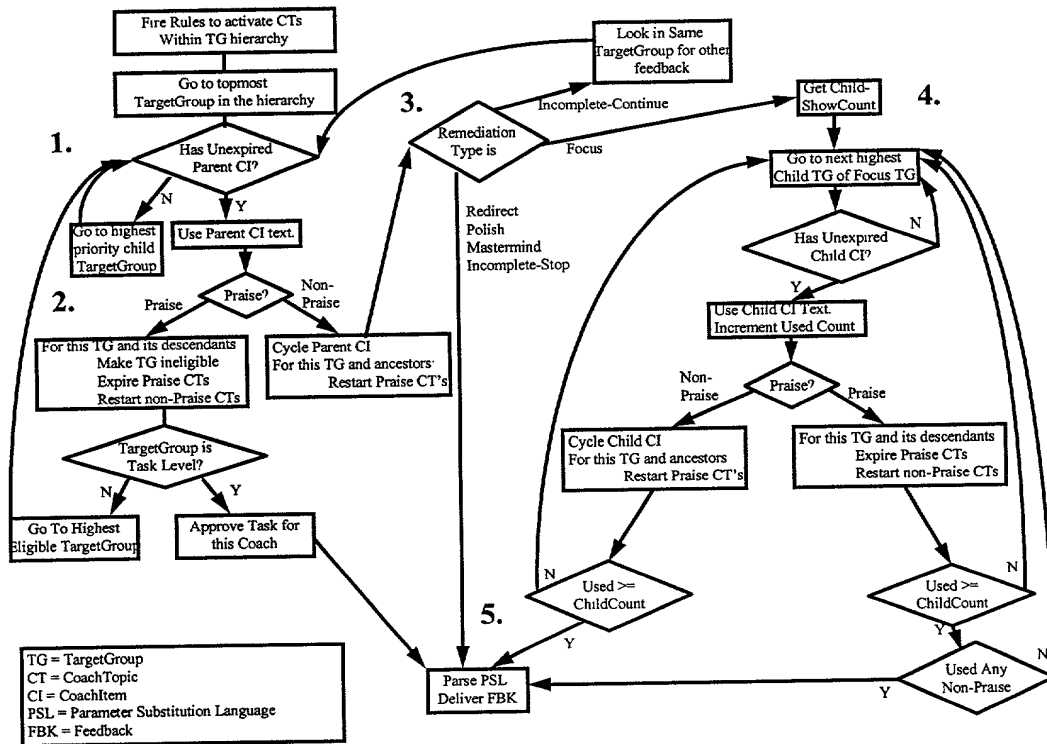 Fire Rules to activate CTs
Within TG hierarchy
Go to topmost
TargetGroup in the hierarchy
1.
Has Unexpired
Parent CI?
N
Y
Go to highest
priority child
TargetGroup
Use Parent CI text.
2.
Praise?
Praise
Non-
Praise
For this TG and its descendants
Make TG ineligible
Expire Praise CTs
Restart non-Praise CTs
Cycle Parent CI
For this TG and ancestors
Restart Praise CT's
TargetGroup is
Task Level?
N
Y
Go To Highest
Eligible TargetGroup
Approve Task for
this Coach
Look in Same
TargetGroup for other
feedback
3.
Incomplete-Continue
Remediation
Type is
Focus
Redirect
Polish
Mastermind
Incomplete-Stop
4.
Get Child-
ShowCount
Go to next highest
Child TG of Focus TG
Has Unexpired
Child CI?
N
Y
Use Child CI Text.
Increment Used Count
Non-
Praise
Praise?
Praise
Cycle Child CI
For this TG and ancestors
Restart Praise CT's
For this TG and its descendants
Expire Praise CTs
Restart non-Praise CTs
N
Used >=
ChildCount
Y
N
Used >=
ChildCount
Y
N
Used Any
Non-Praise
Y
5.
Parse PSL
Deliver FBK
TG = TargetGroup
CT = CoachTopic
CI = CoachItem
PSL = Parameter Substitution Language
FBK = Feedback